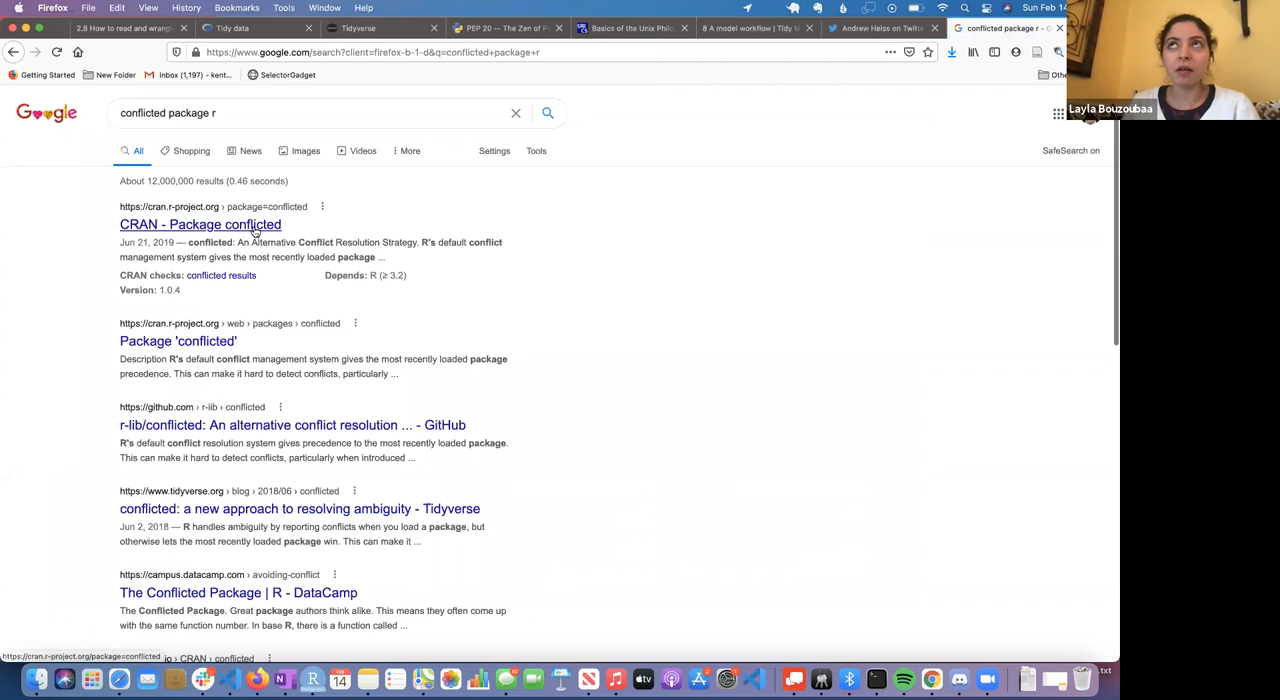 Firefox File Edit View History Bookmarks Tools Window Help Sun Feb 14
2.8 How to read and wrangl Tidy data Tidyverse PEP 20 -- The Zen of P Basics of the Unix Philo 8 A model workflow | Tidy M Andrew Heiss on Twitte conflicted package r - G
https://www.google.com/search?client=firefox-b-1-d&q=conflicted+package+r
Getting Started New Folder Inbox (1,197) - kent... SelectorGadget Othe
Layla Bouzoubaa
Google conflicted package r
All Shopping News Images Videos More Settings Tools SafeSearch on
About 12,000,000 results (0.46 seconds)
https://cran.r-project.org › package=conflicted
CRAN - Package conflicted
Jun 21, 2019 — conflicted: An Alternative Conflict Resolution Strategy. R's default conflict
management system gives the most recently loaded package ...
CRAN checks: conflicted results Depends: R (≥ 3.2)
Version: 1.0.4
https://cran.r-project.org › web › packages › conflicted
Package 'conflicted'
Description R's default conflict management system gives the most recently loaded package
precedence. This can make it hard to detect conflicts, particularly ...
https://github.com › r-lib › conflicted
r-lib/conflicted: An alternative conflict resolution ... - GitHub
R's default conflict resolution system gives precedence to the most recently loaded package.
This can make it hard to detect conflicts, particularly when introduced ...
https://www.tidyverse.org › blog › 2018/06 › conflicted
conflicted: a new approach to resolving ambiguity - Tidyverse
Jun 2, 2018 — R handles ambiguity by reporting conflicts when you load a package, but
otherwise lets the most recently loaded package win. This can make it ...
https://campus.datacamp.com › avoiding-conflict
The Conflicted Package | R - DataCamp
The Conflicted Package. Great package authors think alike. This means they often come up
with the same function number. In base R, there is a function called ...
https://cran.r-project.org/package=conflicted io › CRAN › conflicted
.txt
14
tv